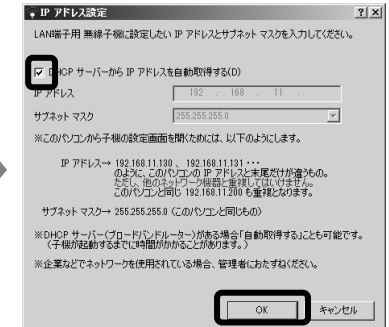 IP アドレス設定
LAN端子用 無線子機に設定したい IP アドレスとサブネット マスクを入力してください。
DHCP サーバーから IP アドレスを自動取得する(D)
IP アドレス
192 . 168 . 11 .
サブネット マスク
255.255.255.0
※このパソコンから子機の設定画面を開くためには、以下のようにします。
IP アドレス→ 192.168.11.130 、 192.168.11.131 ・・・
のように、このパソコンの IP アドレスと末尾だけが違うもの。
ただし、他のネットワーク機器と重複してはいけません。
このパソコンと同じ 192.168.11.200 も重複となります。
サブネット マスク→ 255.255.255.0 (このパソコンと同じもの)
※DHCP サーバー(ブロードバンドルーター)がある場合「自動取得する」ことも可能です。
(子機が起動するまでに時間がかかることがあります。)
※企業などでネットワークを使用されている場合、管理者におたずねください。
OK
キャンセル